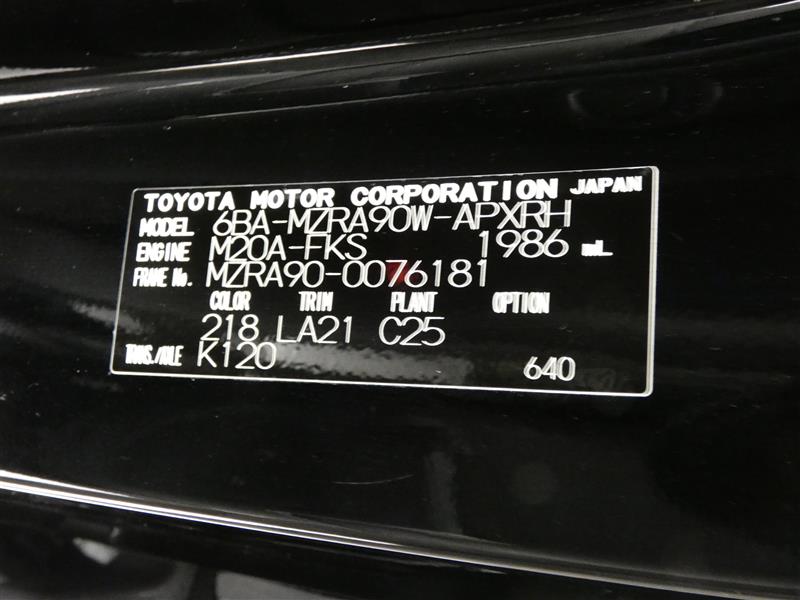 TOYOTA MOTOR CORPORATION JAPAN
MODEL 6BA-MZRA90W-APXRH
ENGINE M20A-FKS 1986 mL
FRAME No. MZRA90-0076181
COLOR TRIM PLANT OPTION
218 LA21 C25
TRANS./AXLE K120
640